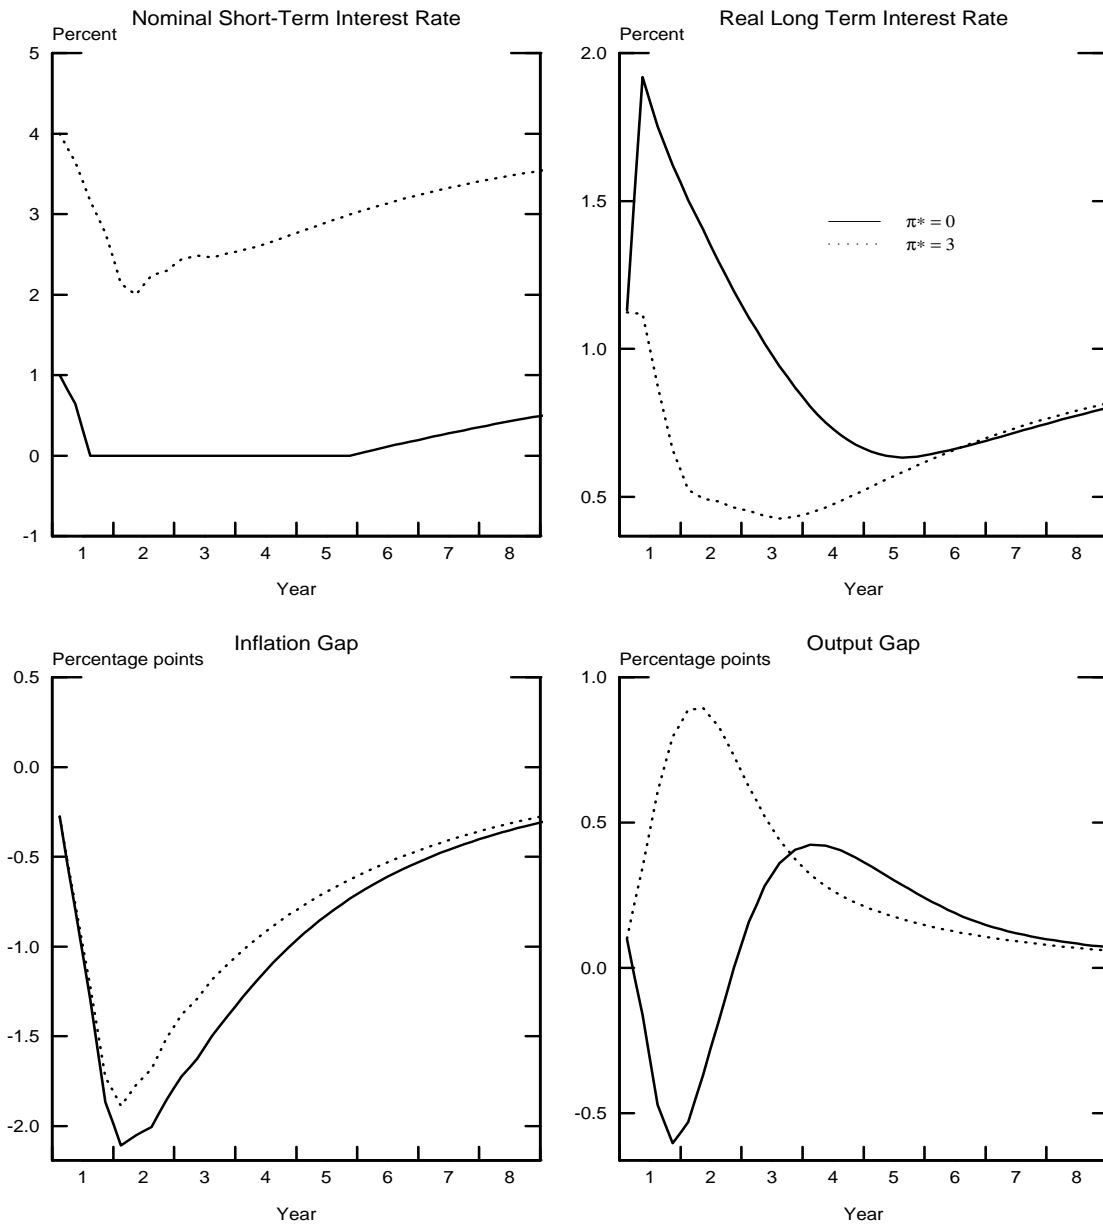 Nominal Short-Term Interest Rate
Percent
5
4
3
2
1
0
-1
1 2 3 4 5 6 7 8
Year
Real Long Term Interest Rate
Percent
2.0
1.5
1.0
0.5
π* = 0
π* = 3
1 2 3 4 5 6 7 8
Year
Inflation Gap
Percentage points
0.5
0.0
-0.5
-1.0
-1.5
-2.0
1 2 3 4 5 6 7 8
Year
Output Gap
Percentage points
1.0
0.5
0.0
-0.5
1 2 3 4 5 6 7 8
Year